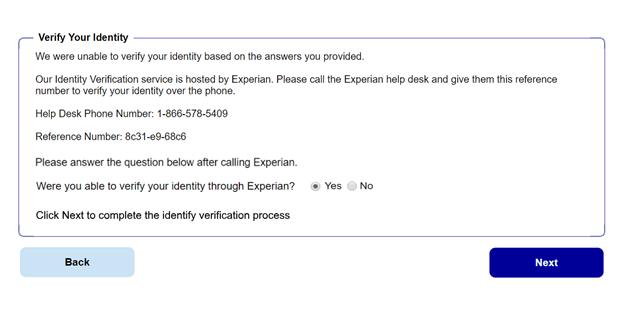 Verify Your Identity
We were unable to verify your identity based on the answers you provided.
Our Identity Verification service is hosted by Experian. Please call the Experian help desk and give them this reference
number to verify your identity over the phone.
Help Desk Phone Number: 1-866-578-5409
Reference Number: 8c31-e9-68c6
Please answer the question below after calling Experian.
Were you able to verify your identity through Experian? Yes No
Click Next to complete the identify verification process
Back Next